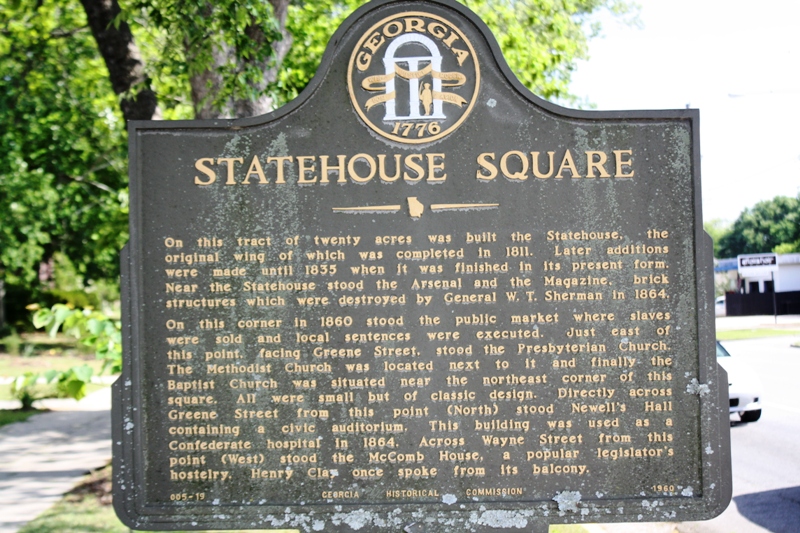 GEORGIA
1776
STATEHOUSE SQUARE
On this tract of twenty acres was built the Statehouse, the
original wing of which was completed in 1811. Later additions
were made until 1835 when it was finished in its present form.
Near the Statehouse stood the Arsenal and the Magazine, brick
structures which were destroyed by General W. T. Sherman in 1864.
On this corner in 1860 stood the public market where slaves
were sold and local sentences were executed. Just east of
this point, facing Greene Street, stood the Presbyterian Church.
The Methodist Church was located next to it and finally the
Baptist Church was situated near the northeast corner of this
square. All were small but of classic design. Directly across
Greene Street from this point (North) stood Newell's Hall
containing a civic auditorium. This building was used as a
Confederate hospital in 1864. Across Wayne Street from this
point (West) stood the McComb House, a popular legislator's
hostelry. Henry Clay once spoke from its balcony.
005-19 GEORGIA HISTORICAL COMMISSION 1960